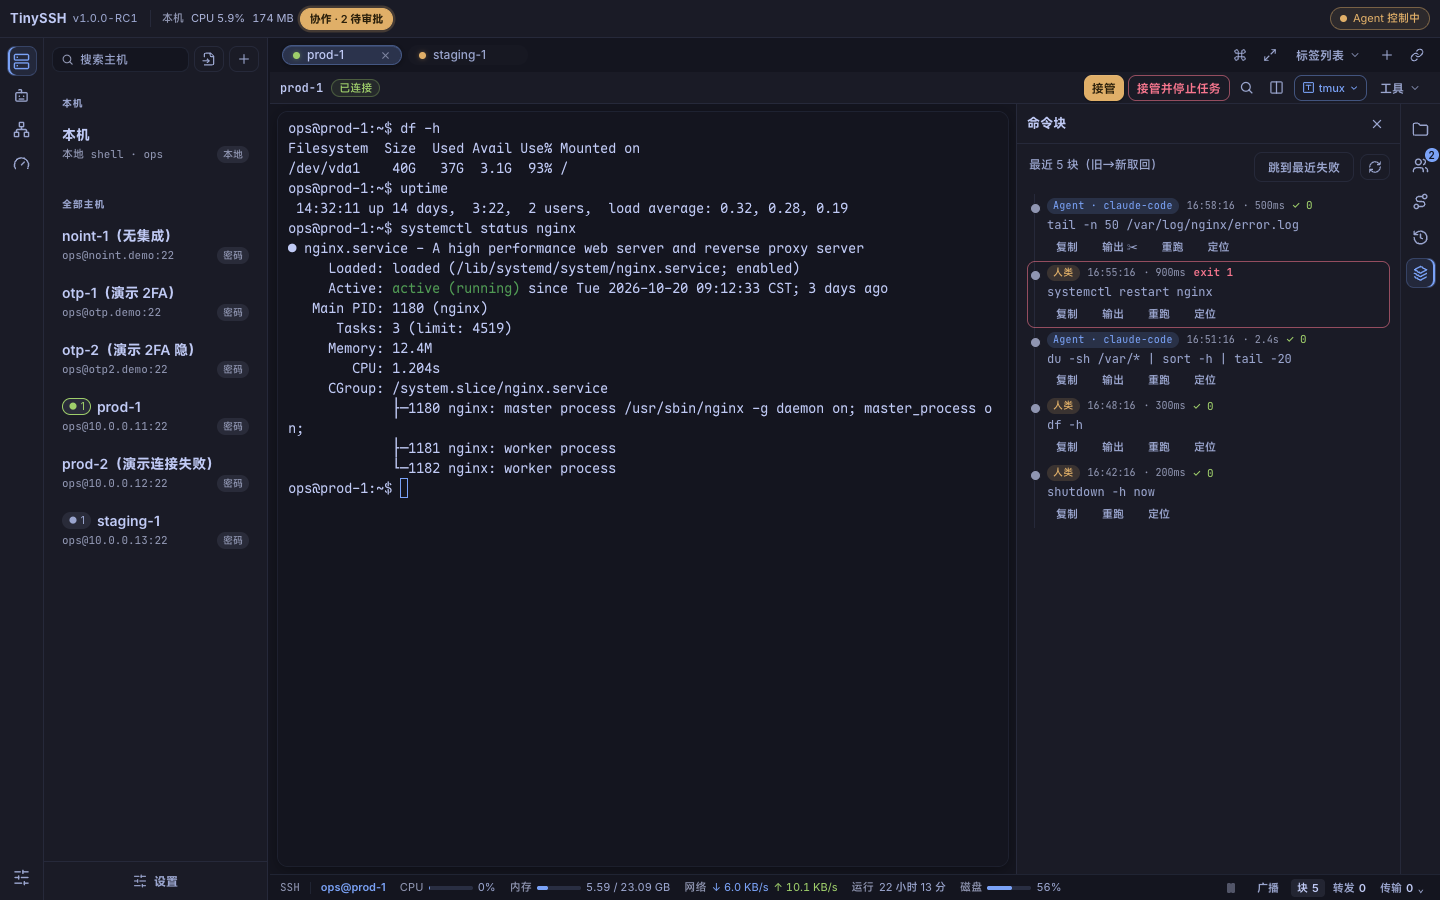 TinySSH v1.0.0-RC1 本机 CPU 5.9% 174 MB 协作 · 2 待审批 Agent 控制中
搜索主机
本机
本机
本地 shell · ops 本地
全部主机
noint-1（无集成）
ops@noint.demo:22 密码
otp-1（演示 2FA）
ops@otp.demo:22 密码
otp-2（演示 2FA 隐）
ops@otp2.demo:22 密码
1 prod-1
ops@10.0.0.11:22 密码
prod-2（演示连接失败）
ops@10.0.0.12:22 密码
1 staging-1
ops@10.0.0.13:22 密码
设置
prod-1 staging-1 标签列表
prod-1 已连接 接管 接管并停止任务 tmux 工具
ops@prod-1:~$ df -h
Filesystem  Size  Used Avail Use% Mounted on
/dev/vda1    40G   37G  3.1G  93% /
ops@prod-1:~$ uptime
 14:32:11 up 14 days,  3:22,  2 users,  load average: 0.32, 0.28, 0.19
ops@prod-1:~$ systemctl status nginx
● nginx.service - A high performance web server and reverse proxy server
     Loaded: loaded (/lib/systemd/system/nginx.service; enabled)
     Active: active (running) since Tue 2026-10-20 09:12:33 CST; 3 days ago
   Main PID: 1180 (nginx)
      Tasks: 3 (limit: 4519)
     Memory: 12.4M
        CPU: 1.204s
     CGroup: /system.slice/nginx.service
             ├─1180 nginx: master process /usr/sbin/nginx -g daemon on; master_process o
n;
             ├─1181 nginx: worker process
             └─1182 nginx: worker process
ops@prod-1:~$
命令块
最近 5 块（旧→新取回） 跳到最近失败
Agent · claude-code 16:58:16 · 500ms ✓ 0
tail -n 50 /var/log/nginx/error.log
复制 输出 ✂ 重跑 定位
人类 16:55:16 · 900ms exit 1
systemctl restart nginx
复制 输出 重跑 定位
Agent · claude-code 16:51:16 · 2.4s ✓ 0
du -sh /var/* | sort -h | tail -20
复制 输出 重跑 定位
人类 16:48:16 · 300ms ✓ 0
df -h
复制 输出 重跑 定位
人类 16:42:16 · 200ms ✓ 0
shutdown -h now
复制 重跑 定位
2
SSH ops@prod-1 CPU 0% 内存 5.59 / 23.09 GB 网络 ↓ 6.0 KB/s ↑ 10.1 KB/s 运行 22 小时 13 分 磁盘 56% 广播 块 5 转发 0 传输 0